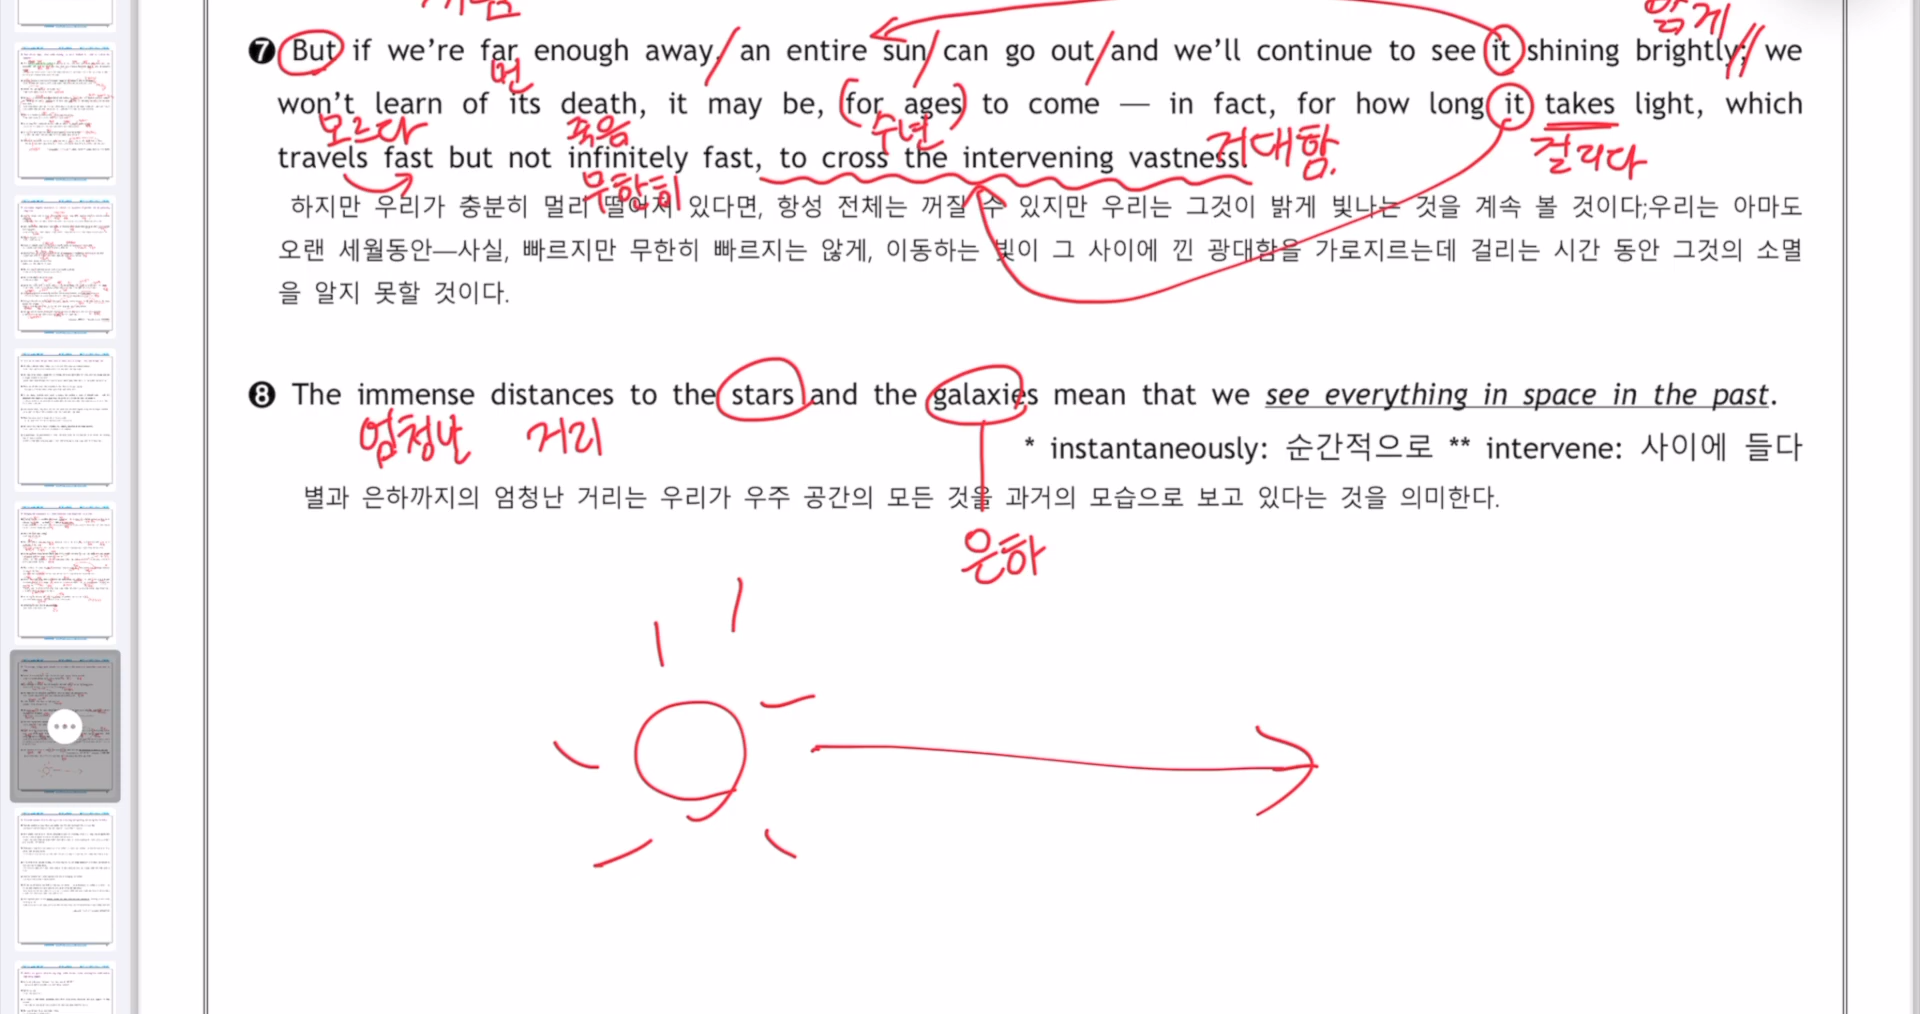 밝게
❼ But if we're far enough away, an entire sun can go out and we'll continue to see it shining brightly; we
먼
won't learn of its death, it may be, for ages to come — in fact, for how long it takes light, which
모르다 죽음 수년 거대함. 걸리다
travels fast but not infinitely fast, to cross the intervening vastness.
무한히
하지만 우리가 충분히 멀리 떨어져 있다면, 항성 전체는 꺼질 수 있지만 우리는 그것이 밝게 빛나는 것을 계속 볼 것이다;우리는 아마도
오랜 세월동안—사실, 빠르지만 무한히 빠르지는 않게, 이동하는 빛이 그 사이에 낀 광대함을 가로지르는데 걸리는 시간 동안 그것의 소멸
을 알지 못할 것이다.
❽ The immense distances to the stars and the galaxies mean that we see everything in space in the past.
엄청난 거리
* instantaneously: 순간적으로 ** intervene: 사이에 들다
별과 은하까지의 엄청난 거리는 우리가 우주 공간의 모든 것을 과거의 모습으로 보고 있다는 것을 의미한다.
은하